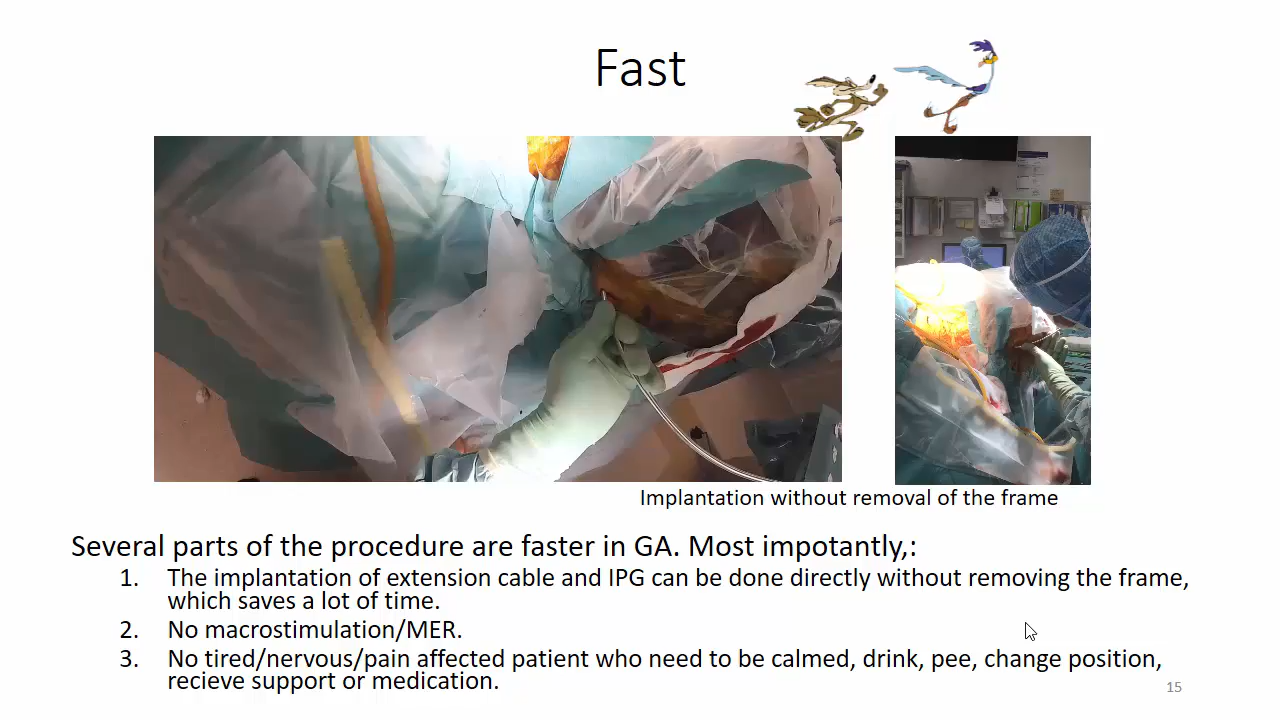 Fast
Implantation without removal of the frame
Several parts of the procedure are faster in GA. Most impotantly,:
1. The implantation of extension cable and IPG can be done directly without removing the frame,
which saves a lot of time.
2. No macrostimulation/MER.
3. No tired/nervous/pain affected patient who need to be calmed, drink, pee, change position,
recieve support or medication.
15